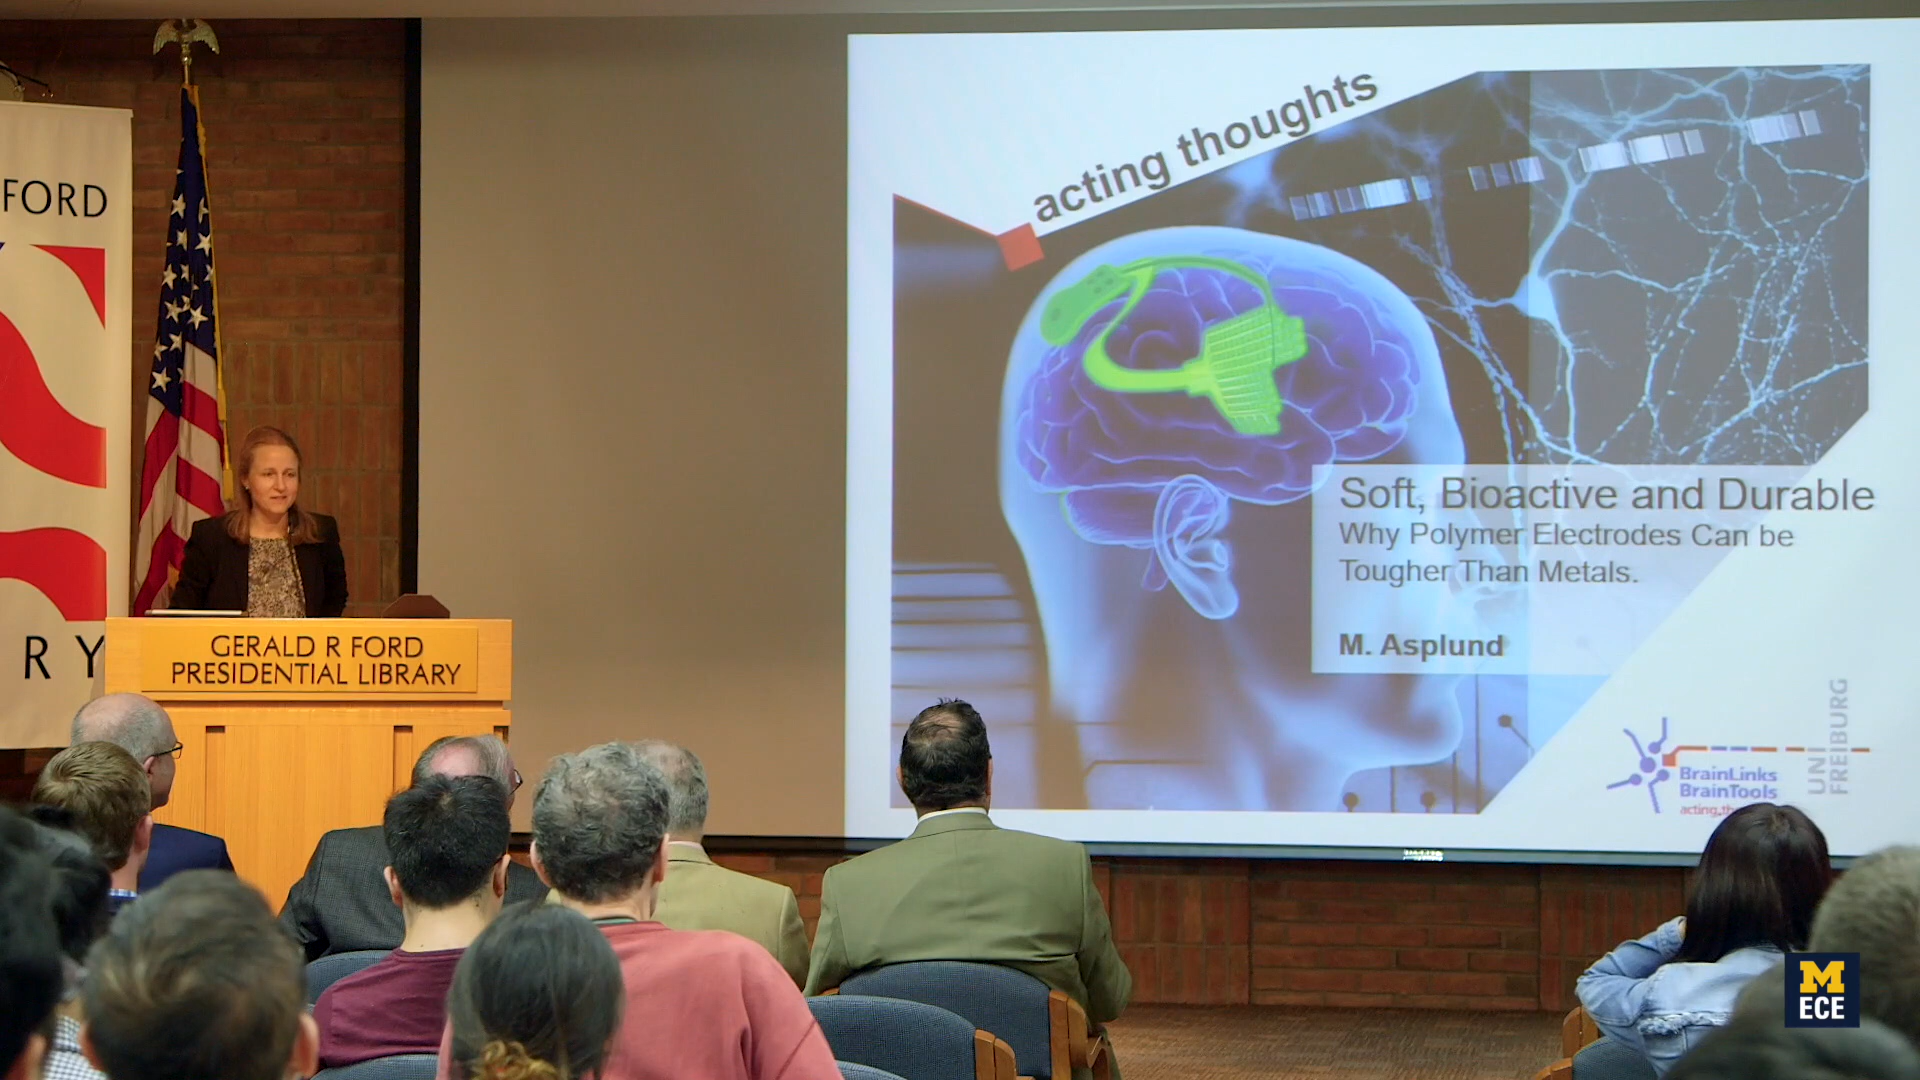 FORD
RY
GERALD R FORD
PRESIDENTIAL LIBRARY
acting thoughts
Soft, Bioactive and Durable
Why Polymer Electrodes Can be
Tougher Than Metals.
M. Asplund
BrainLinks
BrainTools
UNI
FREIBURG
M
ECE